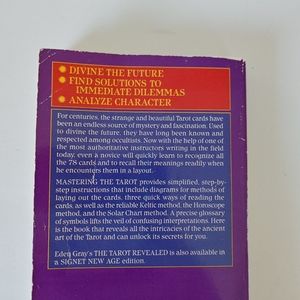 • DIVINE THE FUTURE
• FIND SOLUTIONS TO
IMMEDIATE DILEMMAS
• ANALYZE CHARACTER
For centuries, the strange and beautiful Tarot cards have
been an endless source of mystery and fascination. Used
to divine the future, they have long been known and
respected among occultists. Now with the help of one of
the most authoritative instructors writing in the field
today, even a novice will quickly learn to recognize all
the 78 cards and to recall their meanings readily when
he encounters them in a layout.
MASTERING THE TAROT provides simplified, step-by-
step instructions that include diagrams for methods of
laying out the cards, three quick ways of reading the
cards, as well as the reliable Keltic method, the Horoscope
method, and the Solar Chart method. A precise glossary
of symbols lifts the veil of confusing interpretations. Here
is the book that reveals all the intricacies of the ancient
art of the Tarot and can unlock its secrets for you.
Eden Gray's THE TAROT REVEALED is also available in
a SIGNET NEW AGE edition.